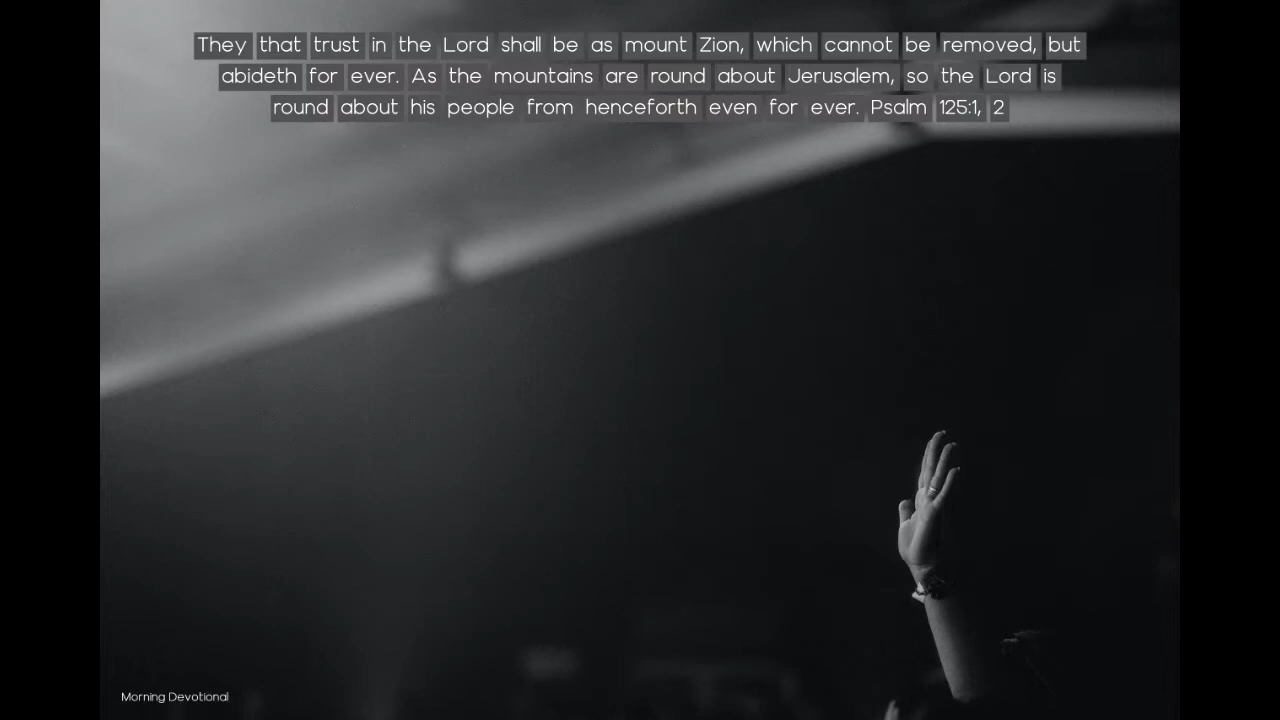 They that trust in the Lord shall be as mount Zion, which cannot be removed, but
abideth for ever. As the mountains are round about Jerusalem, so the Lord is
round about his people from henceforth even for ever. Psalm 125:1, 2
Morning Devotional